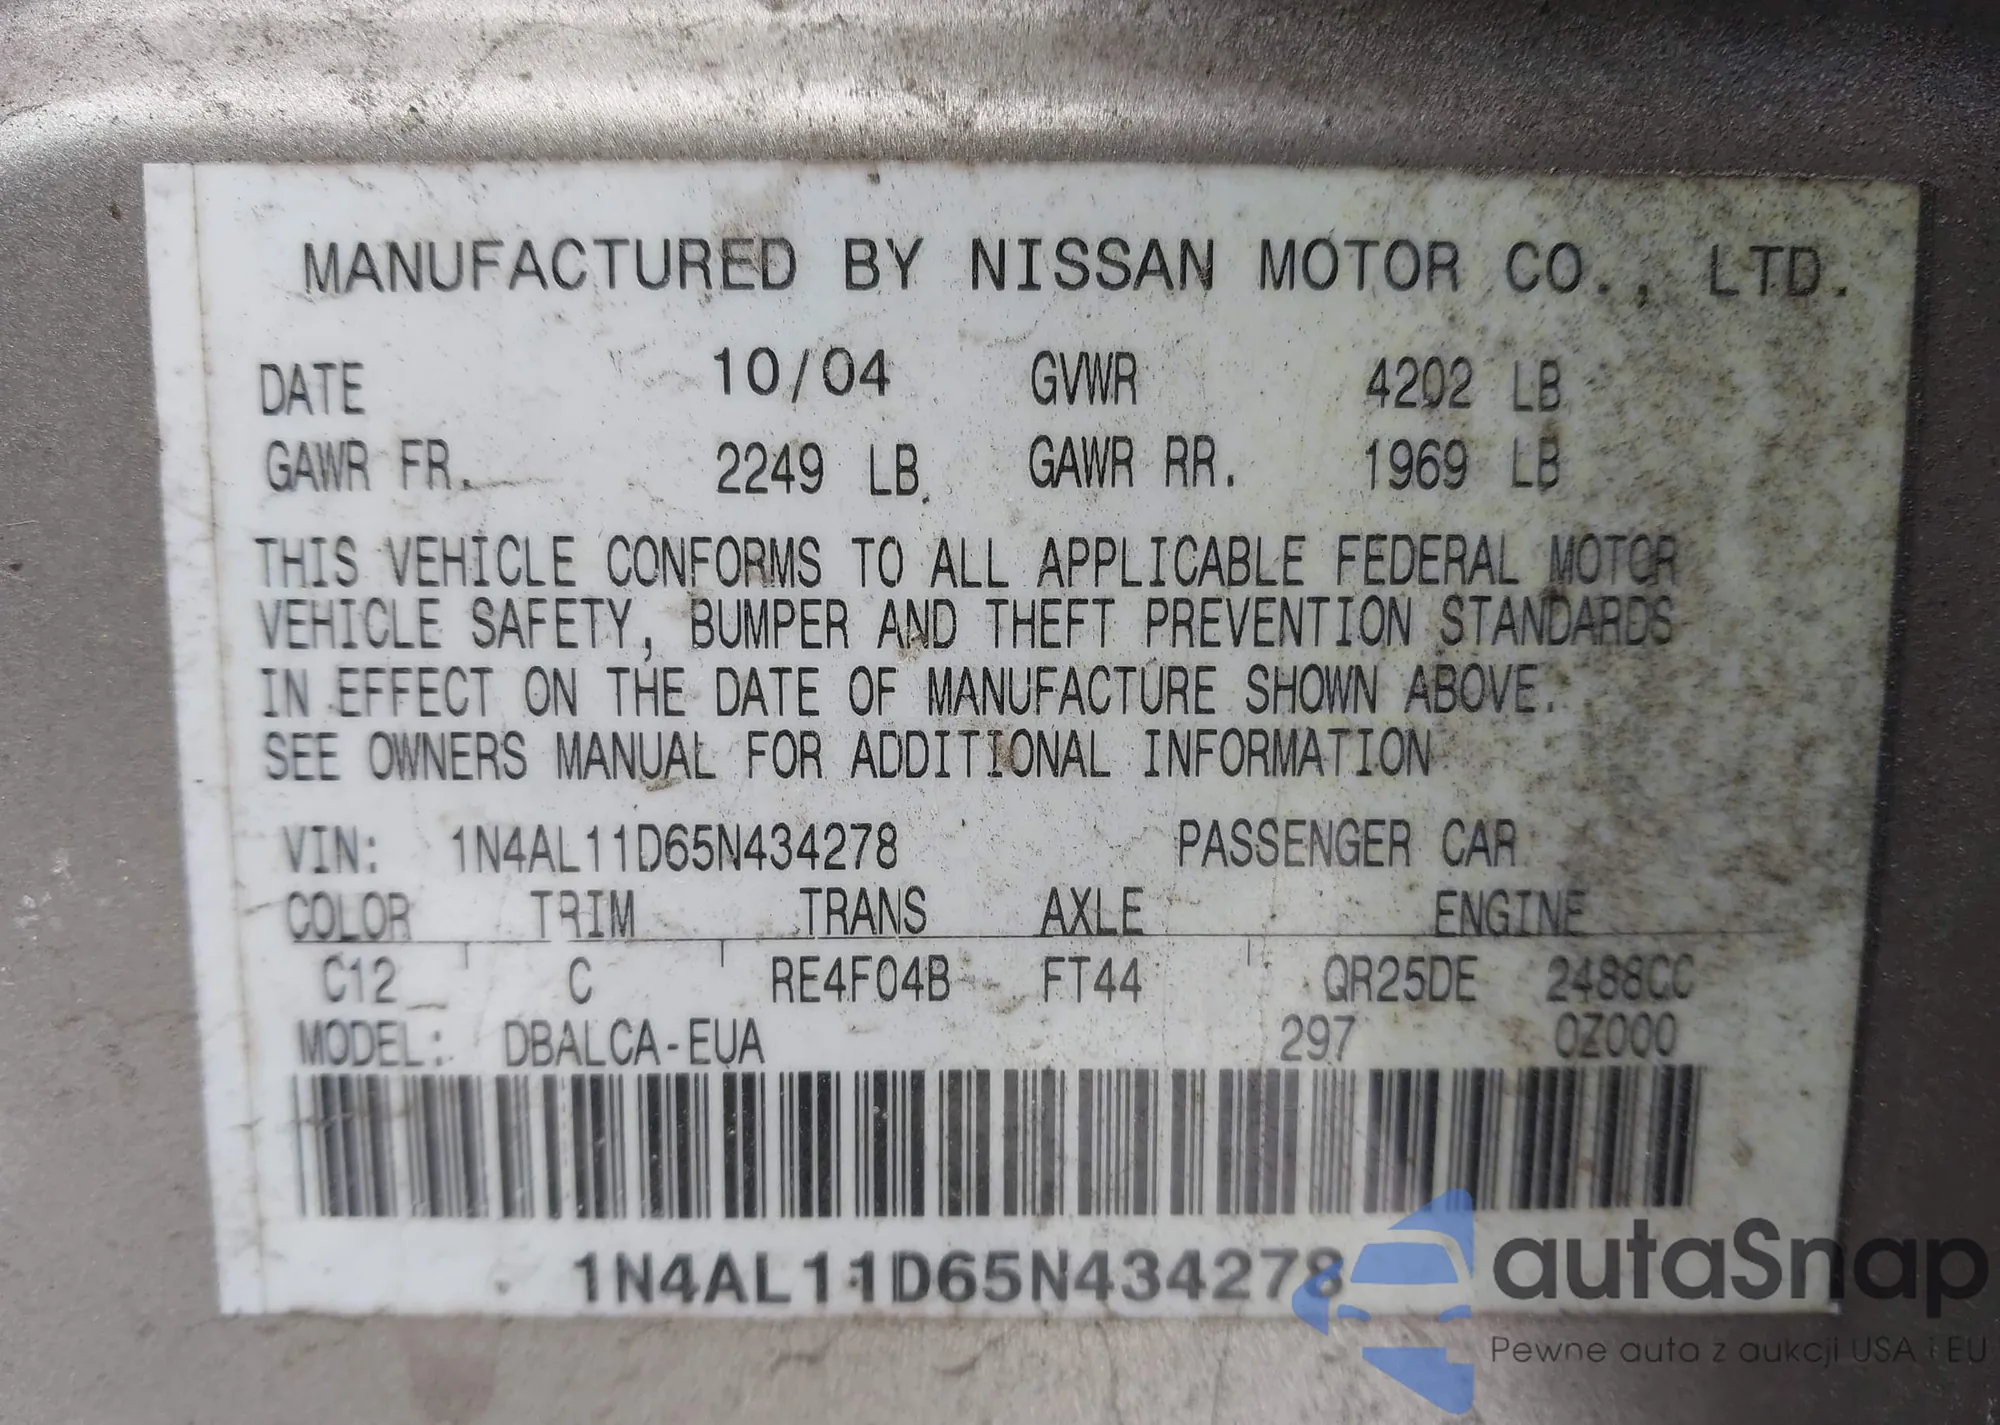 MANUFACTURED BY NISSAN MOTOR CO., LTD.
DATE 10/04 GVWR 4202 LB
GAWR FR. 2249 LB GAWR RR. 1969 LB
THIS VEHICLE CONFORMS TO ALL APPLICABLE FEDERAL MOTOR
VEHICLE SAFETY, BUMPER AND THEFT PREVENTION STANDARDS
IN EFFECT ON THE DATE OF MANUFACTURE SHOWN ABOVE.
SEE OWNERS MANUAL FOR ADDITIONAL INFORMATION
VIN: 1N4AL11D65N434278 PASSENGER CAR
COLOR TRIM TRANS AXLE ENGINE
C12 C RE4F04B FT44 QR25DE 2488CC
MODEL: DBALCA-EUA 297 0Z000
1N4AL11D65N434278
autaSnap
Pewne auta z aukcji USA i EU